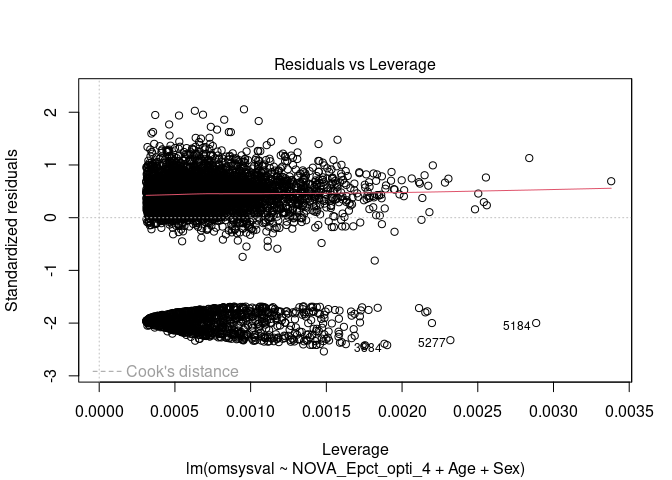 Residuals vs Leverage
Standardized residuals
2
1
0
-1
-2
-3
5184
5277
Cook's distance
0.0000 0.0005 0.0010 0.0015 0.0020 0.0025 0.0030 0.0035
Leverage
lm(omsysval ~ NOVA_Epct_opti_4 + Age + Sex)